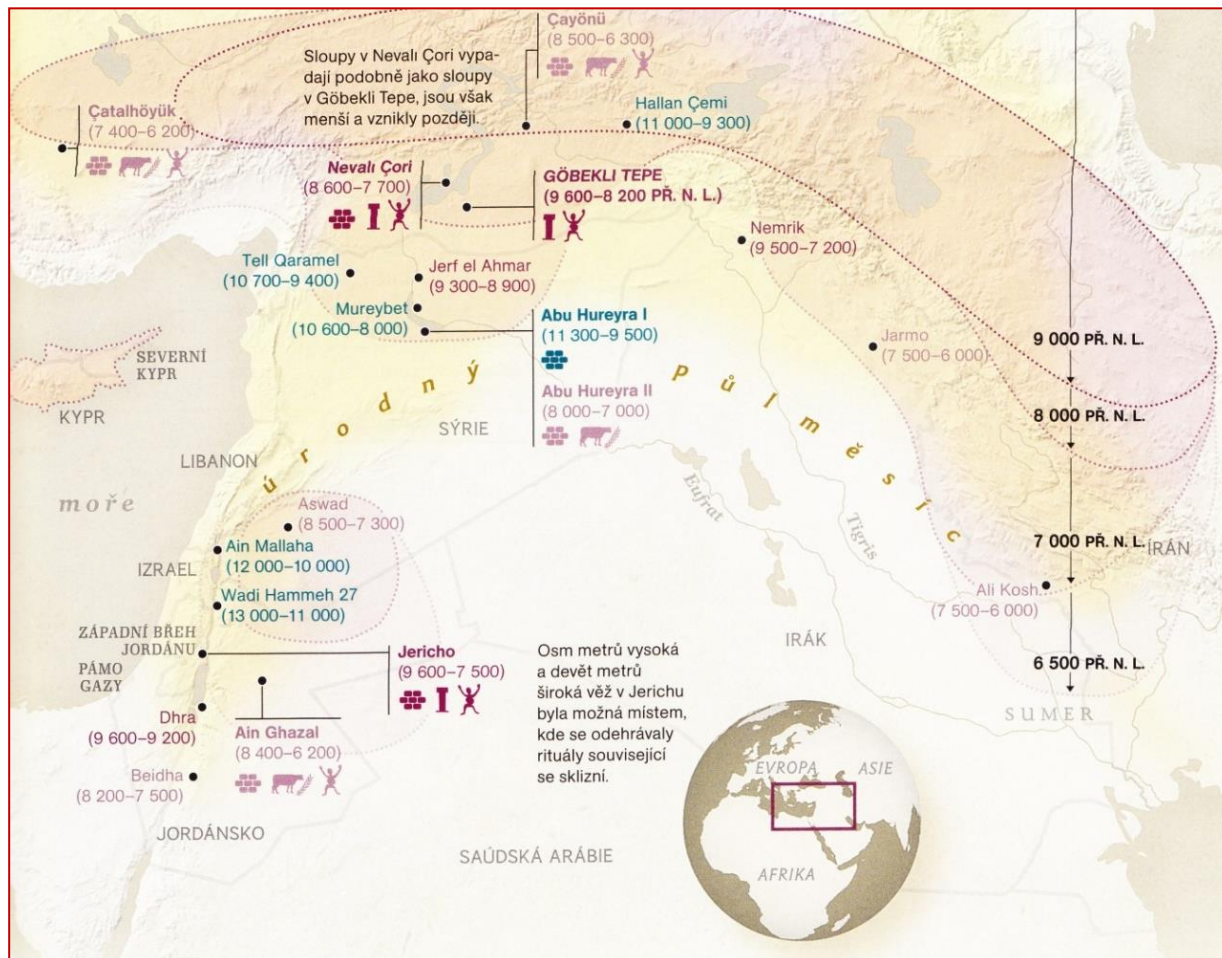 Çayönü
(8 500–6 300)
Sloupy v Nevalı Çori vypa-
dají podobně jako sloupy
v Göbekli Tepe, jsou však
menší a vznikly později.
Hallan Çemi
(11 000–9 300)
Çatalhöyük
(7 400–6 200)
Nevalı Çori
(8 600–7 700)
GÖBEKLI TEPE
(9 600–8 200 PŘ. N. L.)
Nemrik
(9 500–7 200)
Tell Qaramel
(10 700–9 400)
Jerf el Ahmar
(9 300–8 900)
Mureybet
(10 600–8 000)
Abu Hureyra I
(11 300–9 500)
Abu Hureyra II
(8 000–7 000)
Jarmo
(7 500–6 000)
9 000 PŘ. N. L.
8 000 PŘ. N. L.
7 000 PŘ. N. L.
6 500 PŘ. N. L.
SEVERNÍ
KYPR
KYPR
úrodný
Půlměsíc
SÝRIE
LIBANON
moře
Eufrat
Tigris
Aswad
(8 500–7 300)
Ain Mallaha
(12 000–10 000)
IZRAEL
Wadi Hammeh 27
(13 000–11 000)
ÍRÁN
Ali Kosh
(7 500–6 000)
IRÁK
ZÁPADNÍ BŘEH
JORDÁNU
PÁMO
GAZY
Jericho
(9 600–7 500)
Osm metrů vysoká
a devět metrů
široká věž v Jerichu
byla možná místem,
kde se odehrávaly
rituály související
se sklizní.
SUMER
Dhra
(9 600–9 200)
Ain Ghazal
(8 400–6 200)
Beidha
(8 200–7 500)
JORDÁNSKO
SAÚDSKÁ ARÁBIE
EVROPA
ASIE
AFRIKA